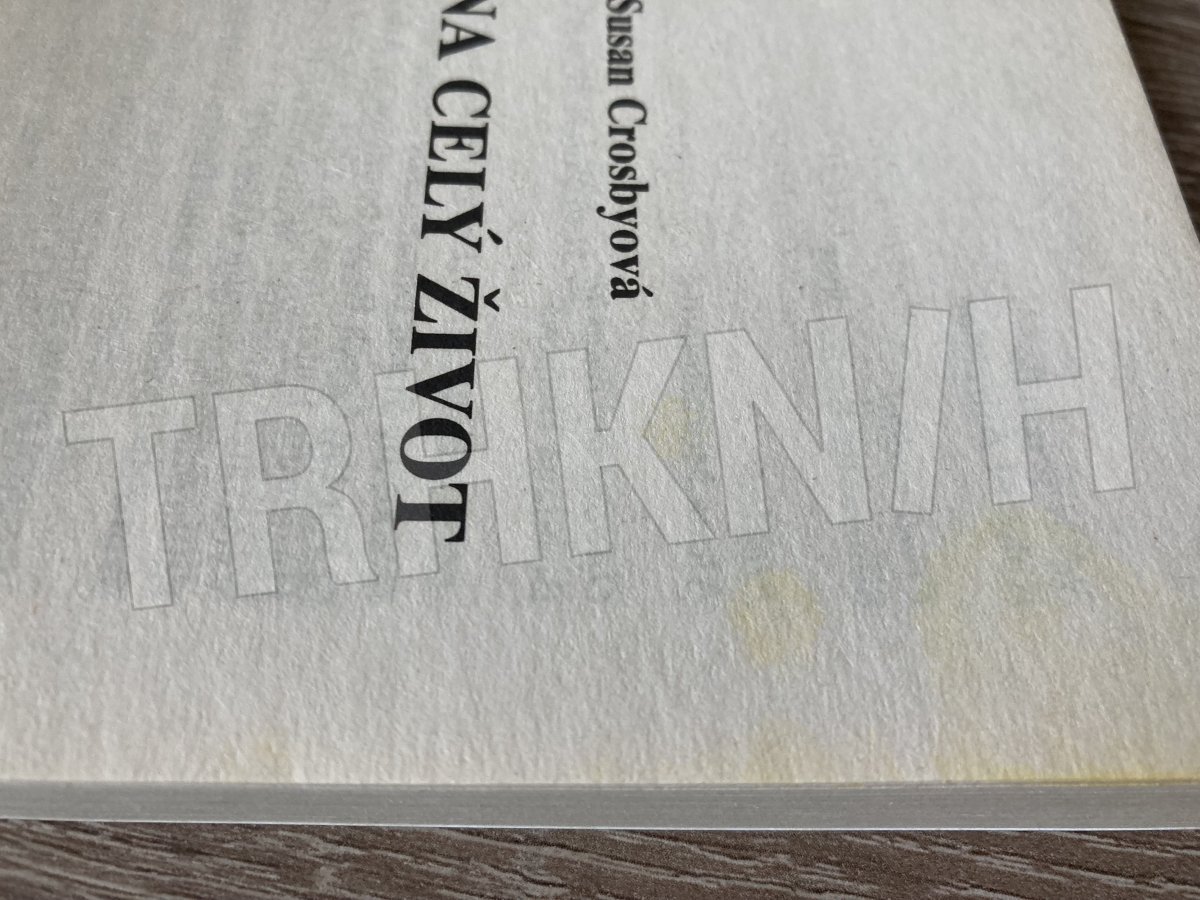 Susan Crosbyová
NA CELÝ ŽIVOT
TRHKNIH